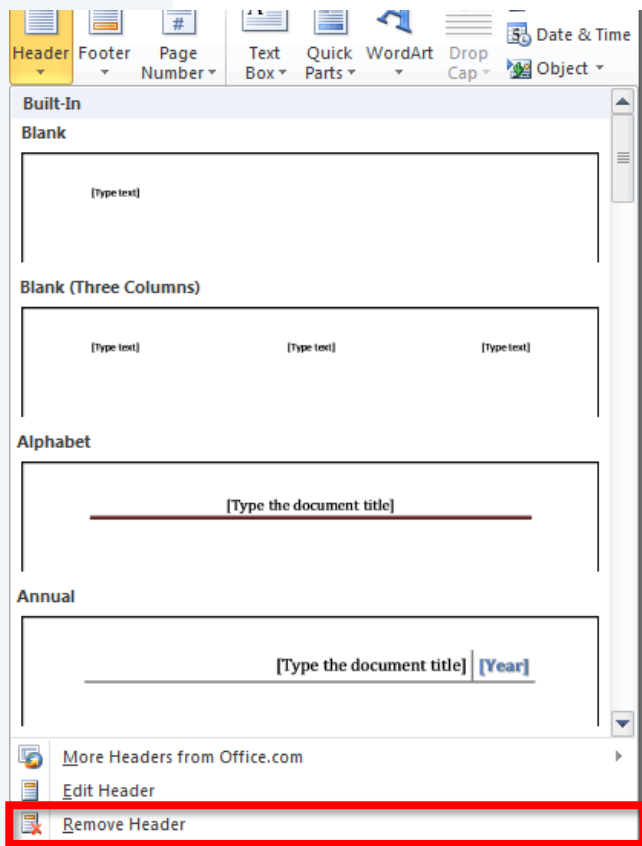 Header Footer Page Number Text Box Quick Parts WordArt Drop Cap
Date & Time
Object
#
A
5
Built-In
Blank
[Type text]
Blank (Three Columns)
[Type text] [Type text] [Type text]
Alphabet
[Type the document title]
Annual
[Type the document title] [Year]
More Headers from Office.com
Edit Header
Remove Header